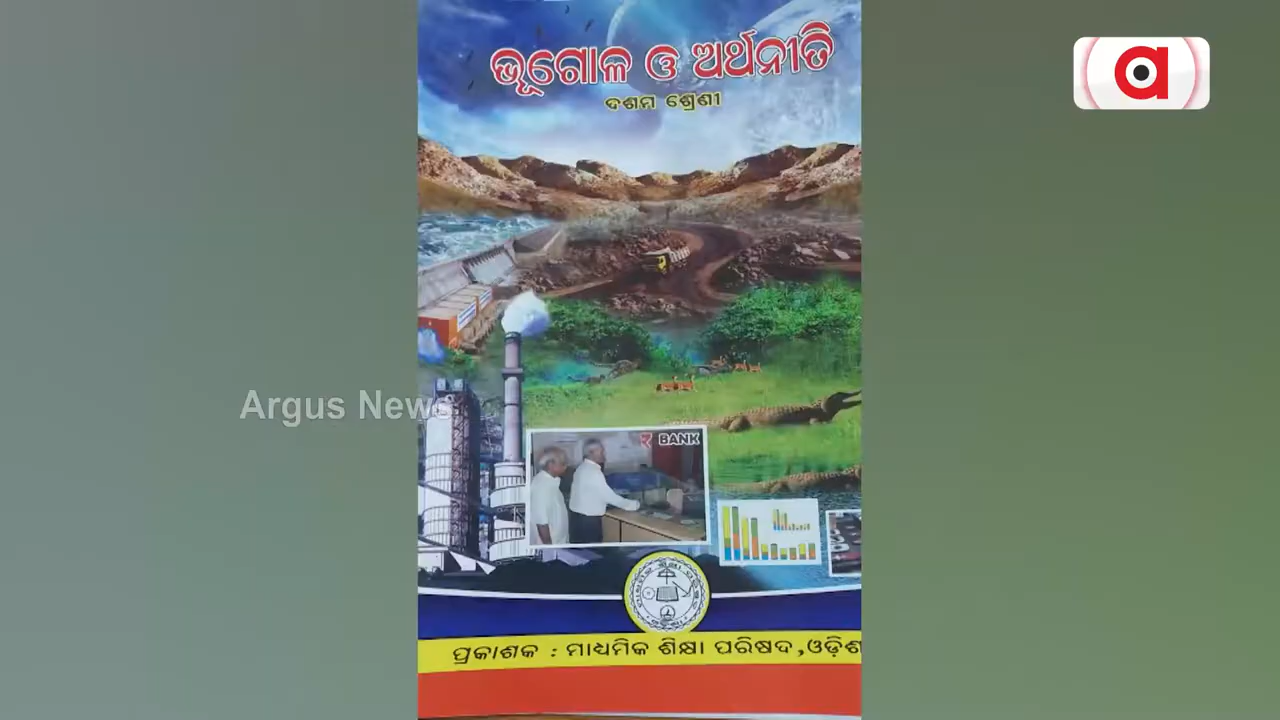 ଭୂଗୋଳ ଓ ଅର୍ଥନୀତି
ଦଶମ ଶ୍ରେଣୀ
a
Argus News
₹ BANK
ପ୍ରକାଶକ : ମାଧ୍ୟମିକ ଶିକ୍ଷା ପରିଷଦ,ଓଡ଼ିଶ